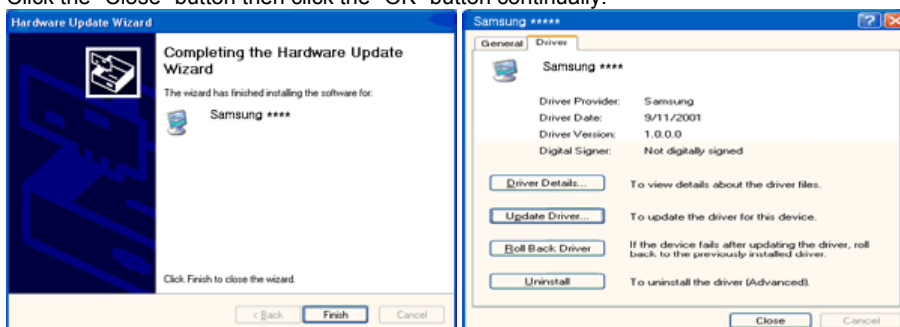 Click the "Close" button then click the "OK" button continually.
Hardware Update Wizard
Completing the Hardware Update
Wizard
The wizard has finished installing the software for:
Samsung ****
Click Finish to close the wizard.
< Back
Finish
Cancel
Samsung *****
General
Driver
Samsung ****
Driver Provider: Samsung
Driver Date: 9/11/2001
Driver Version: 1.0.0.0
Digital Signer: Not digitally signed
Driver Details...
To view details about the driver files.
Update Driver...
To update the driver for this device.
Roll Back Driver
If the device fails after updating the driver, roll
back to the previously installed driver.
Uninstall
To uninstall the driver (Advanced).
Close
Cancel